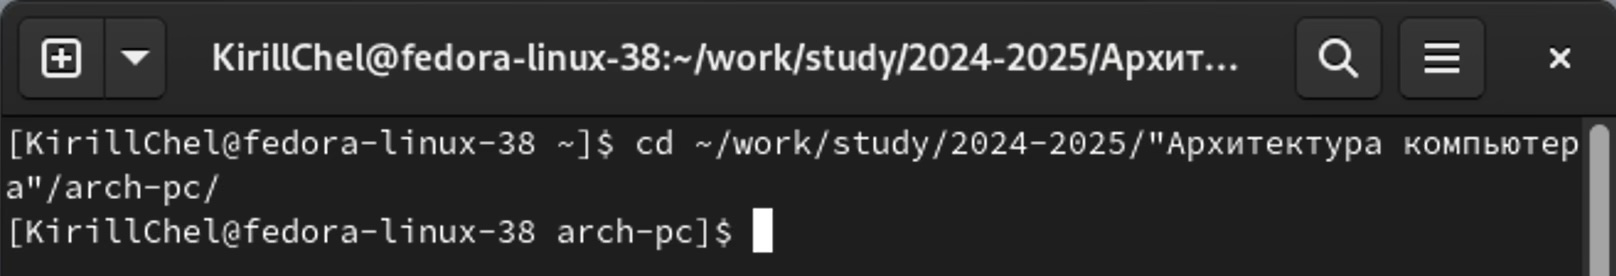 KirillChel@fedora-linux-38:~/work/study/2024-2025/Архит...
[KirillChel@fedora-linux-38 ~]$ cd ~/work/study/2024-2025/"Архитектура компьютер
а"/arch-pc/
[KirillChel@fedora-linux-38 arch-pc]$